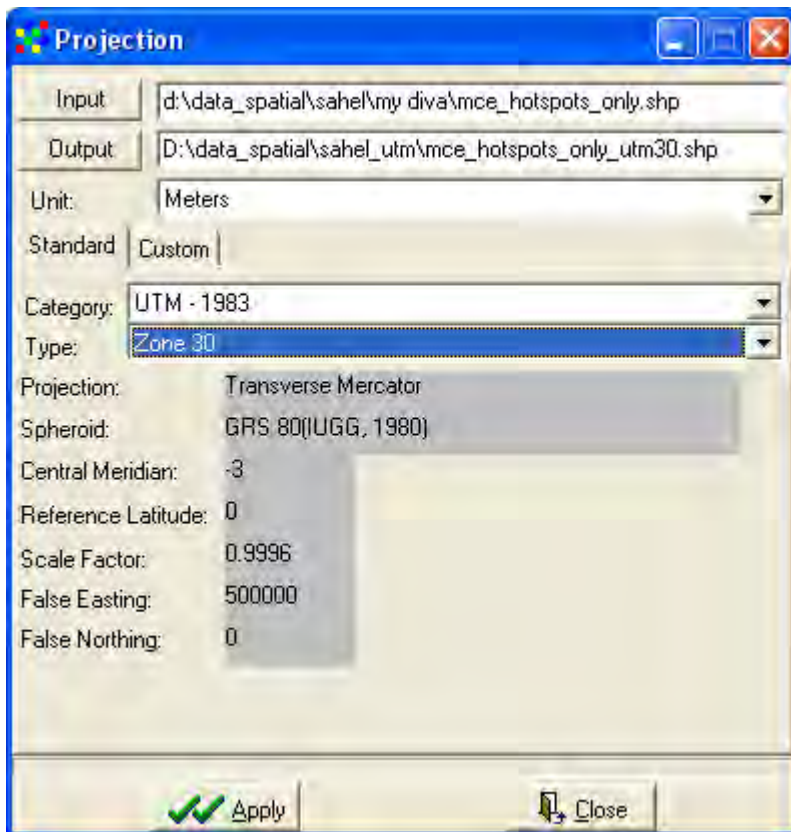 Projection
Input d:\data_spatial\sahel\my diva\mce_hotspots_only.shp
Output D:\data_spatial\sahel_utm\mce_hotspots_only_utm30.shp
Unit: Meters
Standard Custom
Category: UTM - 1983
Type: Zone 30
Projection: Transverse Mercator
Spheroid: GRS 80(IUGG, 1980)
Central Meridian: -3
Reference Latitude: 0
Scale Factor: 0.9996
False Easting: 500000
False Northing: 0
Apply Close